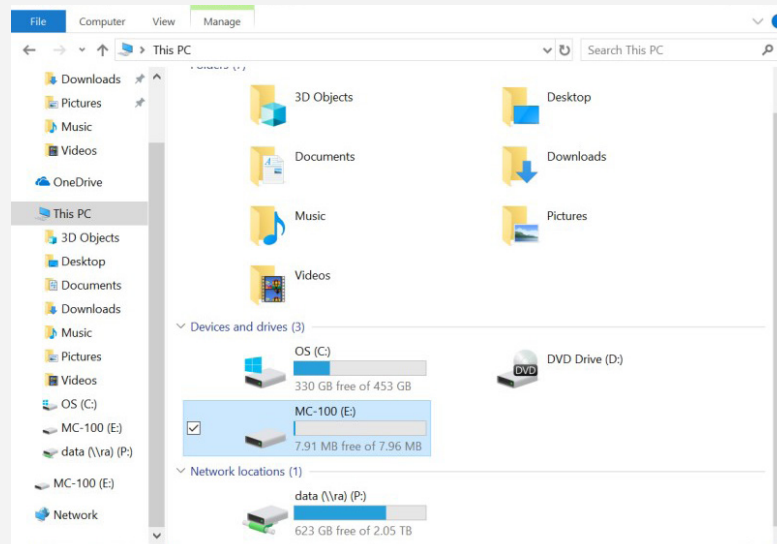 File Computer View Manage
This PC Search This PC
Downloads
Pictures
Music
Videos
OneDrive
This PC
3D Objects
Desktop
Documents
Downloads
Music
Pictures
Videos
OS (C:)
MC-100 (E:)
data (\\ra) (P:)
MC-100 (E:)
Network
Folders (7)
3D Objects
Desktop
Documents
Downloads
Music
Pictures
Videos
Devices and drives (3)
OS (C:)
330 GB free of 453 GB
DVD Drive (D:)
DVD
MC-100 (E:)
7.91 MB free of 7.96 MB
Network locations (1)
data (\\ra) (P:)
623 GB free of 2.05 TB